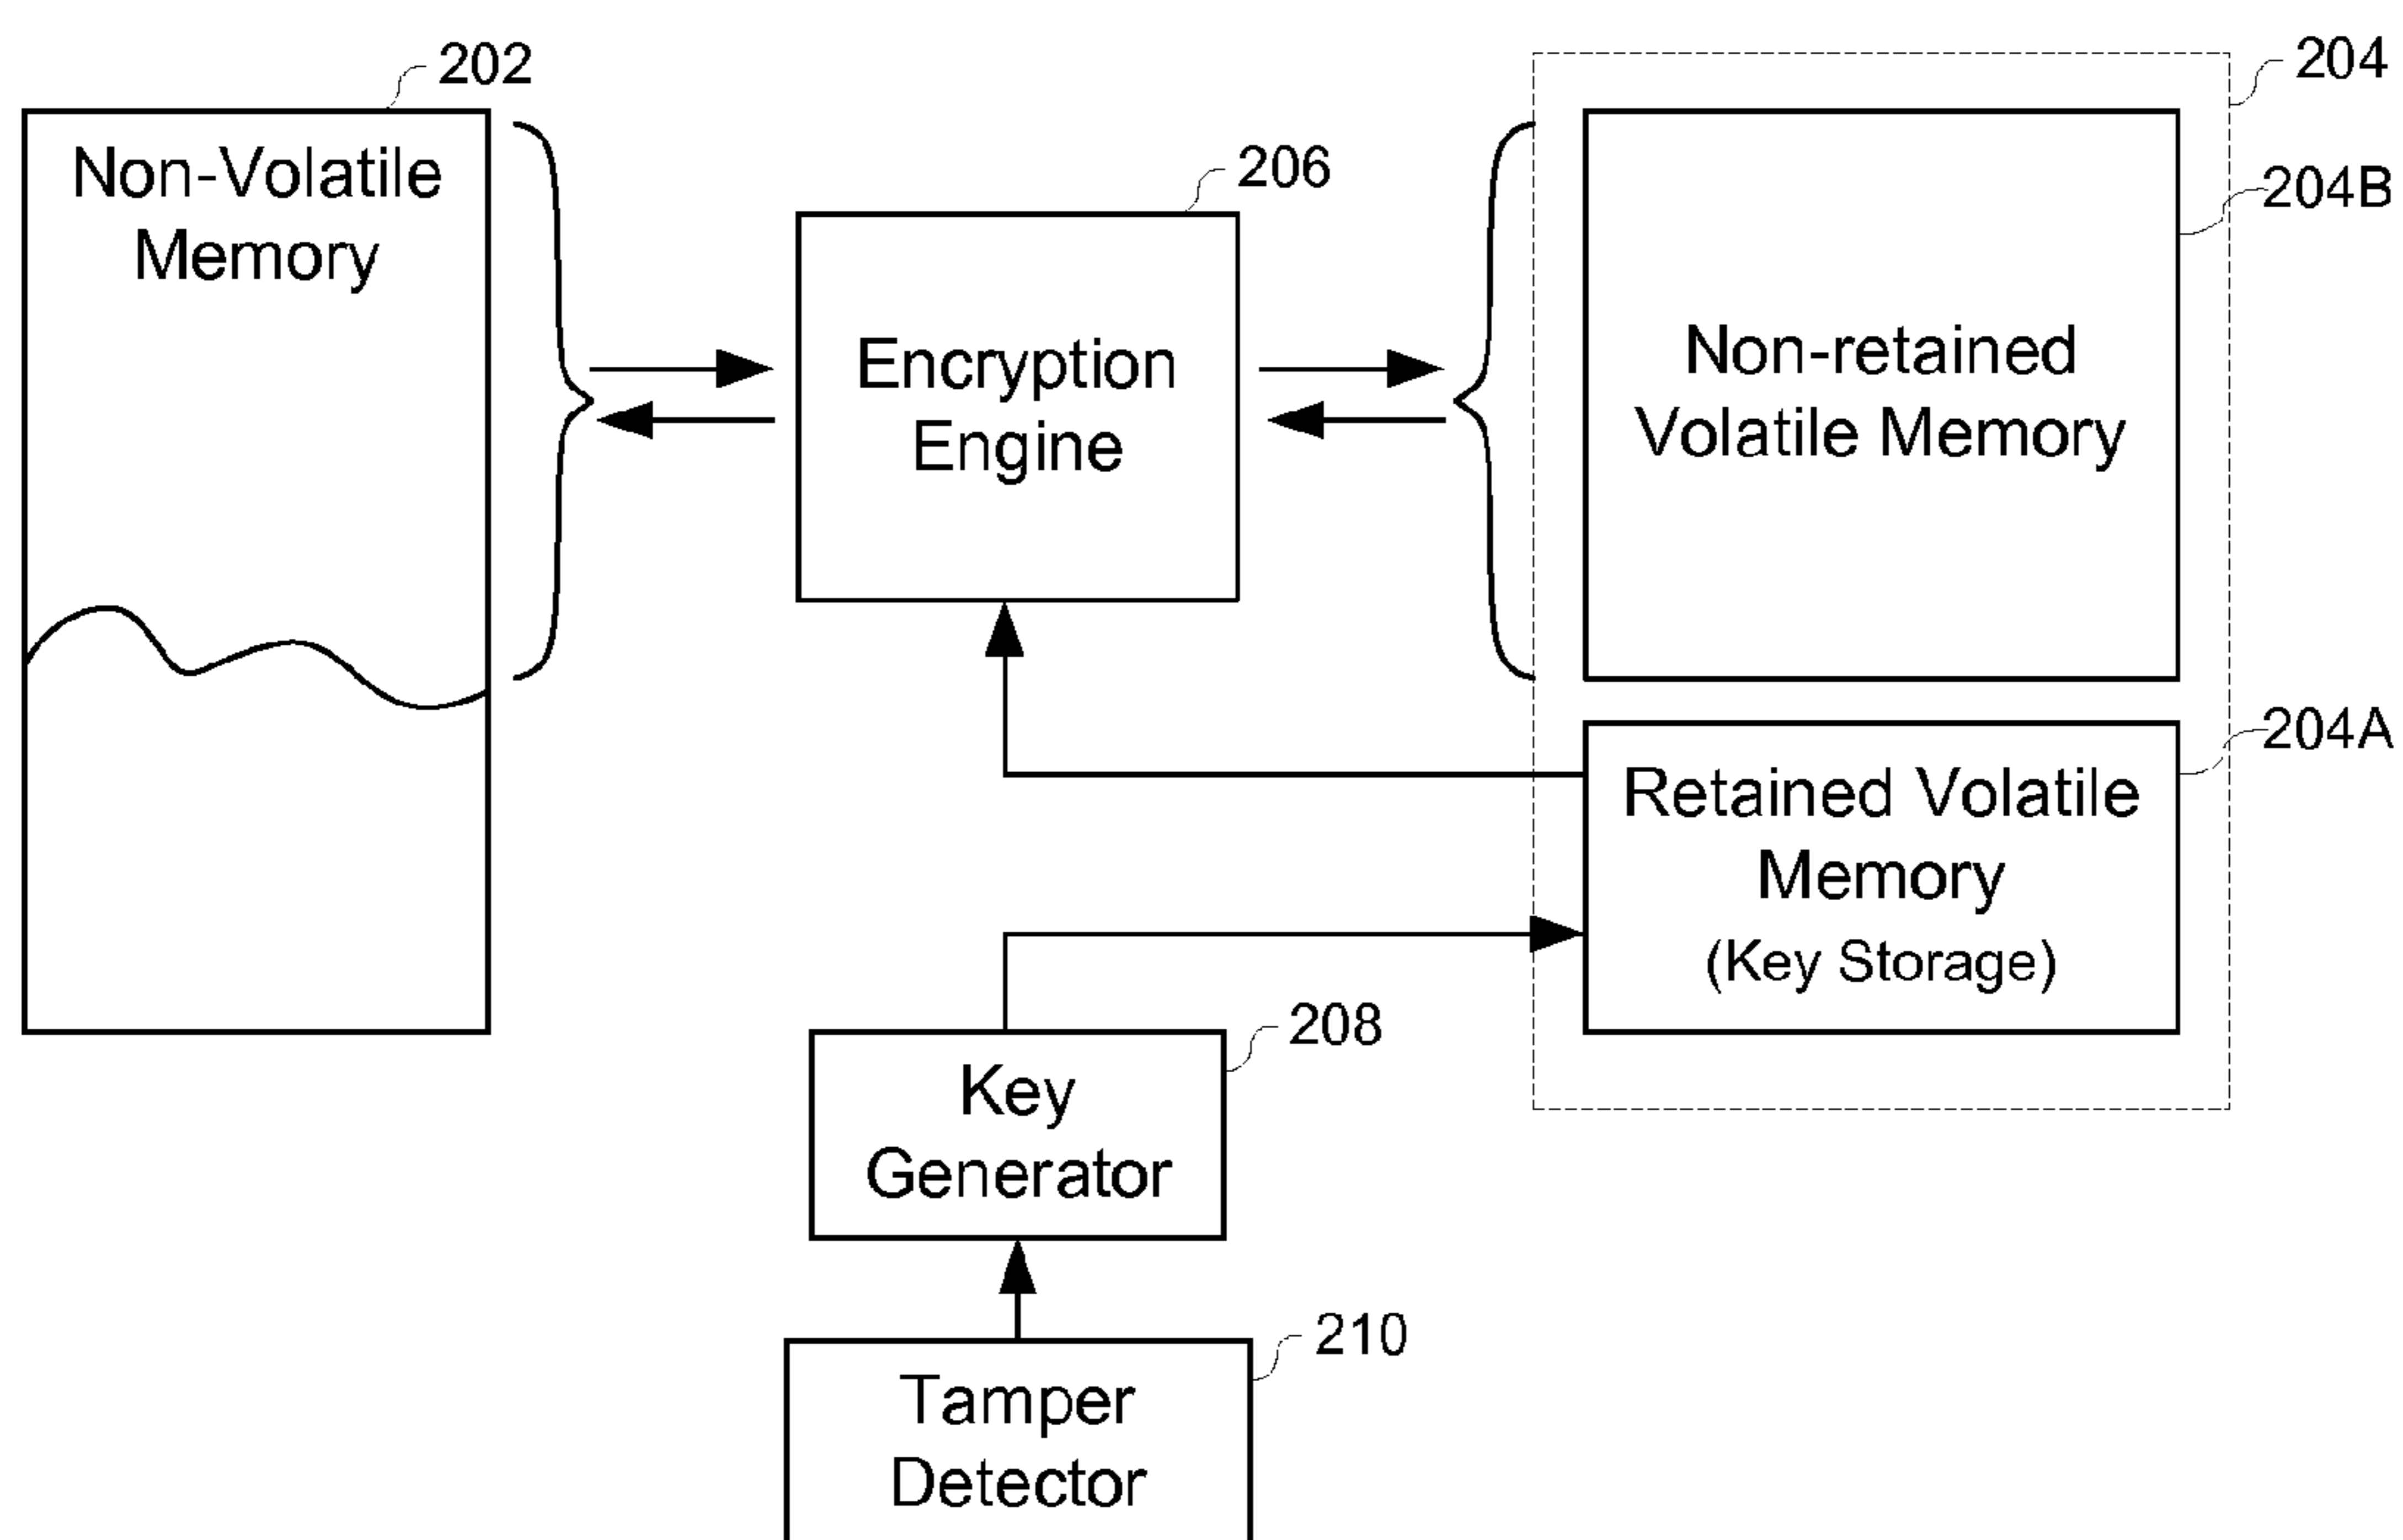 202
Non-Volatile
Memory
206
Encryption
Engine
204
204B
Non-retained
Volatile Memory
204A
Retained Volatile
Memory
(Key Storage)
208
Key
Generator
210
Tamper
Detector